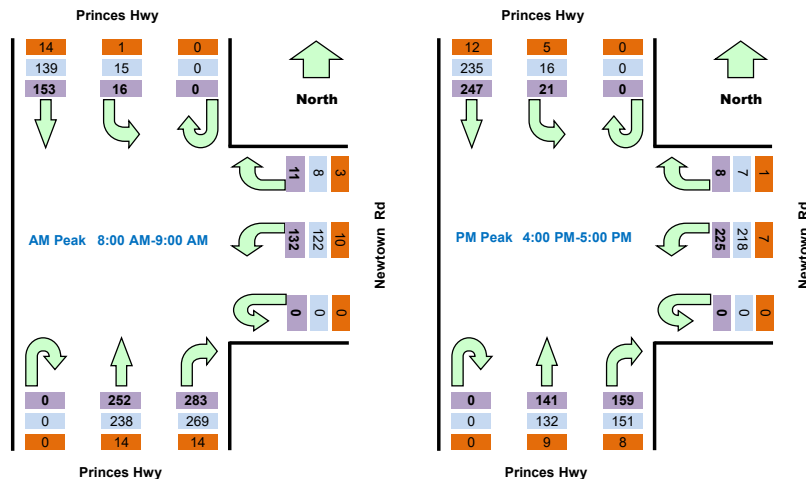 Princes Hwy
14 1 0
139 15 0
153 16 0
North
11 8 3
AM Peak 8:00 AM-9:00 AM
132 122 10
Newtown Rd
0 0 0
0 252 283
0 238 269
0 14 14
Princes Hwy
Princes Hwy
12 5 0
235 16 0
247 21 0
North
8 7 1
PM Peak 4:00 PM-5:00 PM
225 218 7
Newtown Rd
0 0 0
0 141 159
0 132 151
0 9 8
Princes Hwy